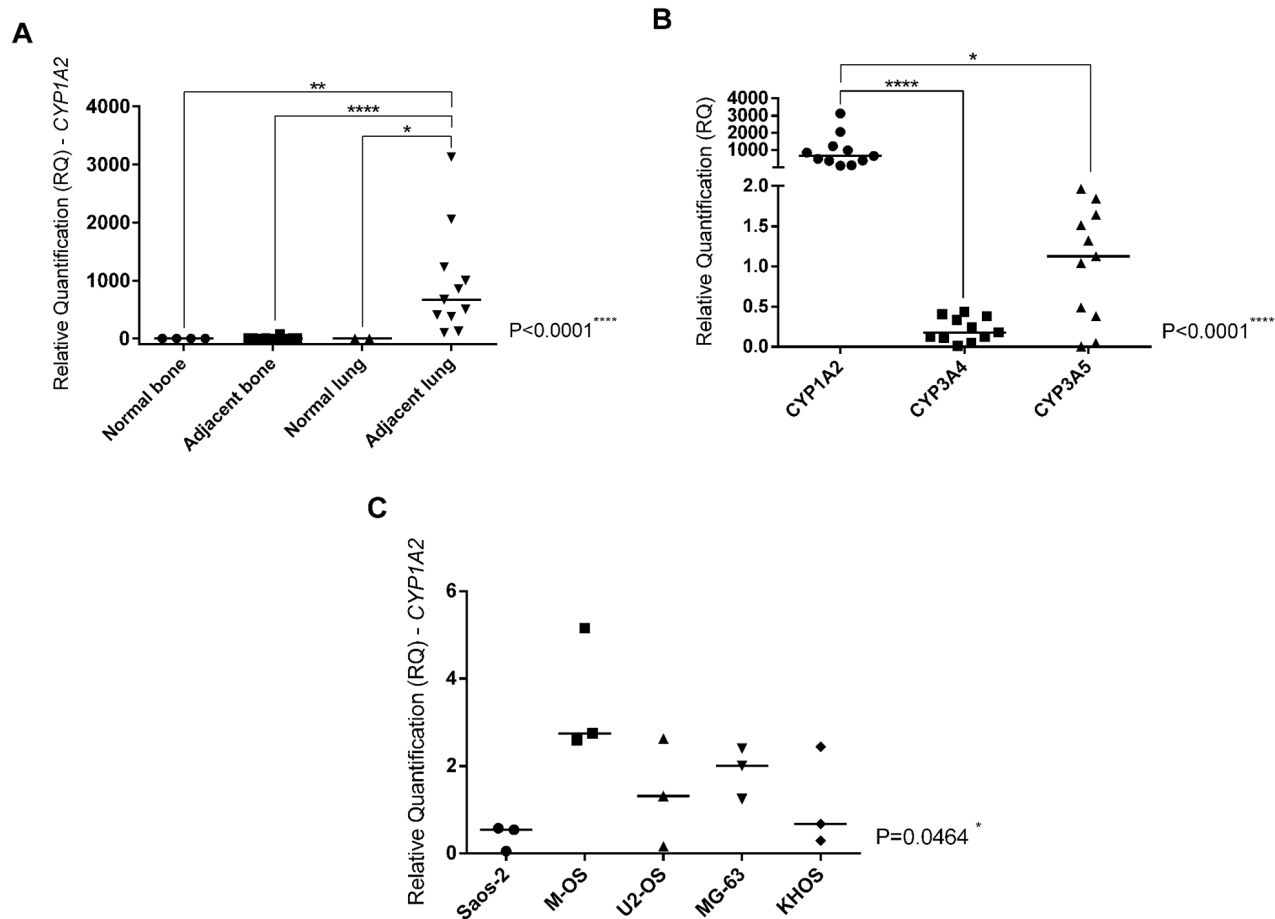 A
Relative Quantification (RQ) - CYP1A2
4000
3000
2000
1000
0
**
****
*
Normal bone
Adjacent bone
Normal lung
Adjacent lung
P<0.0001****
B
Relative Quantification (RQ)
4000
3000
2000
1000
2.0
1.5
1.0
0.5
0.0
*
****
CYP1A2
CYP3A4
CYP3A5
P<0.0001****
C
Relative Quantification (RQ) - CYP1A2
6
4
2
0
Saos-2
M-OS
U2-OS
MG-63
KHOS
P=0.0464 *